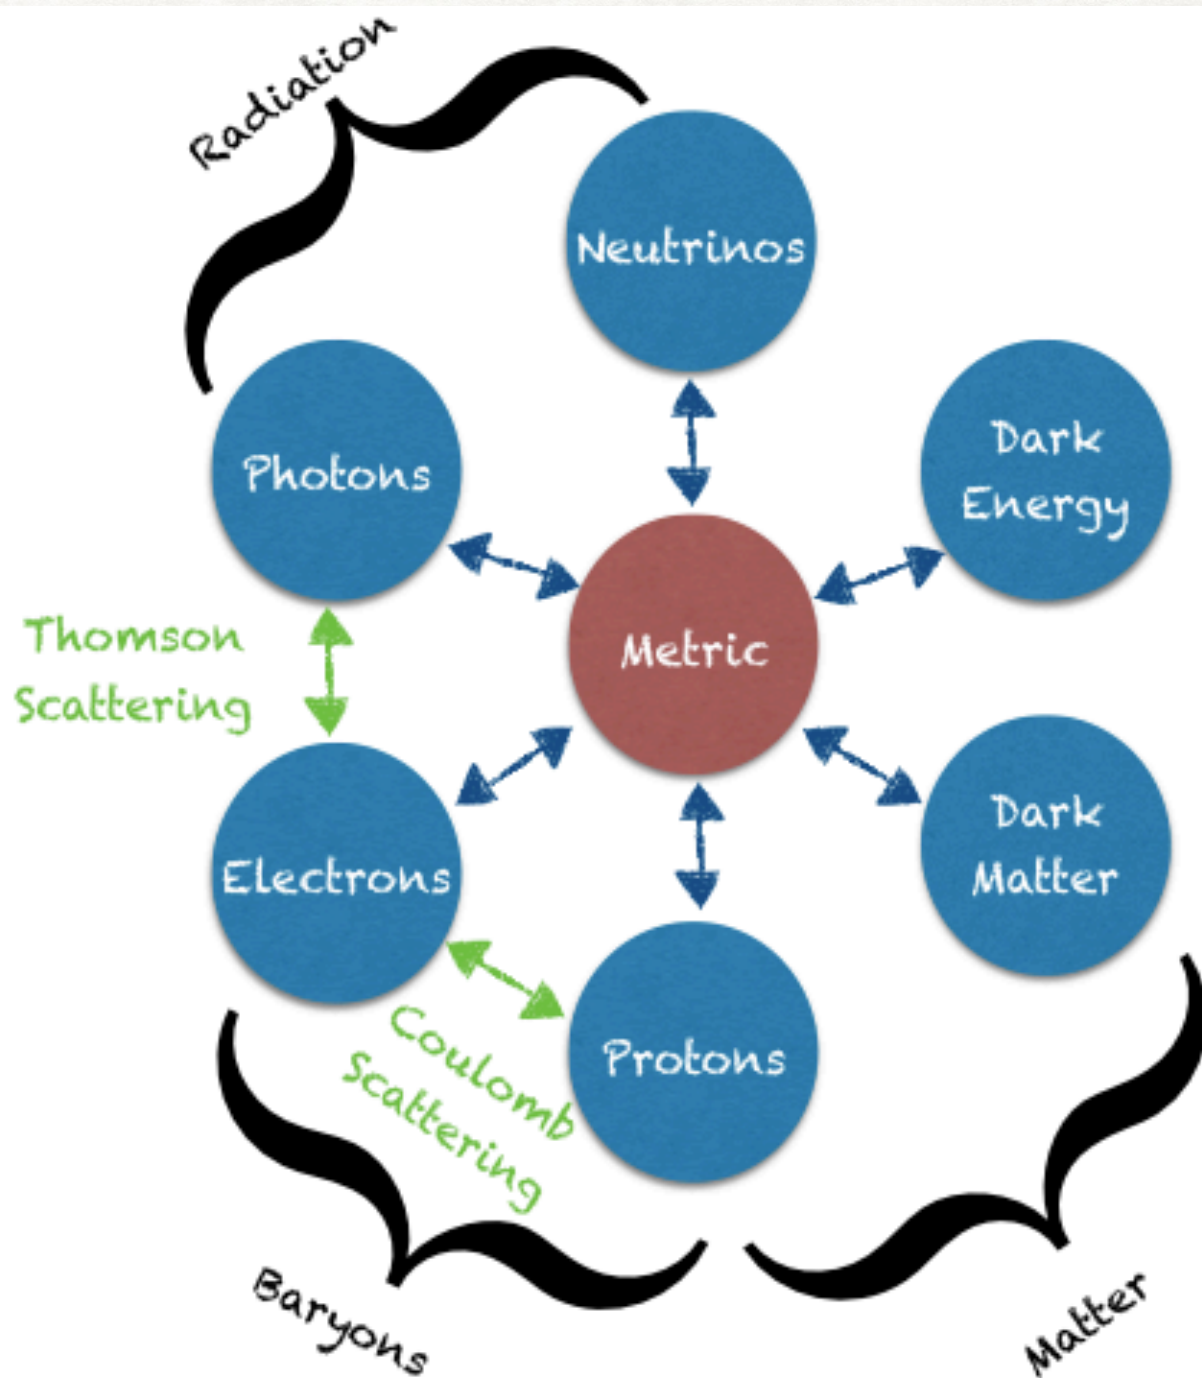 Radiation
Neutrinos
Photons
Dark
Energy
Thomson
Scattering
Metric
Electrons
Dark
Matter
Coulomb
Scattering
Protons
Baryons
Matter